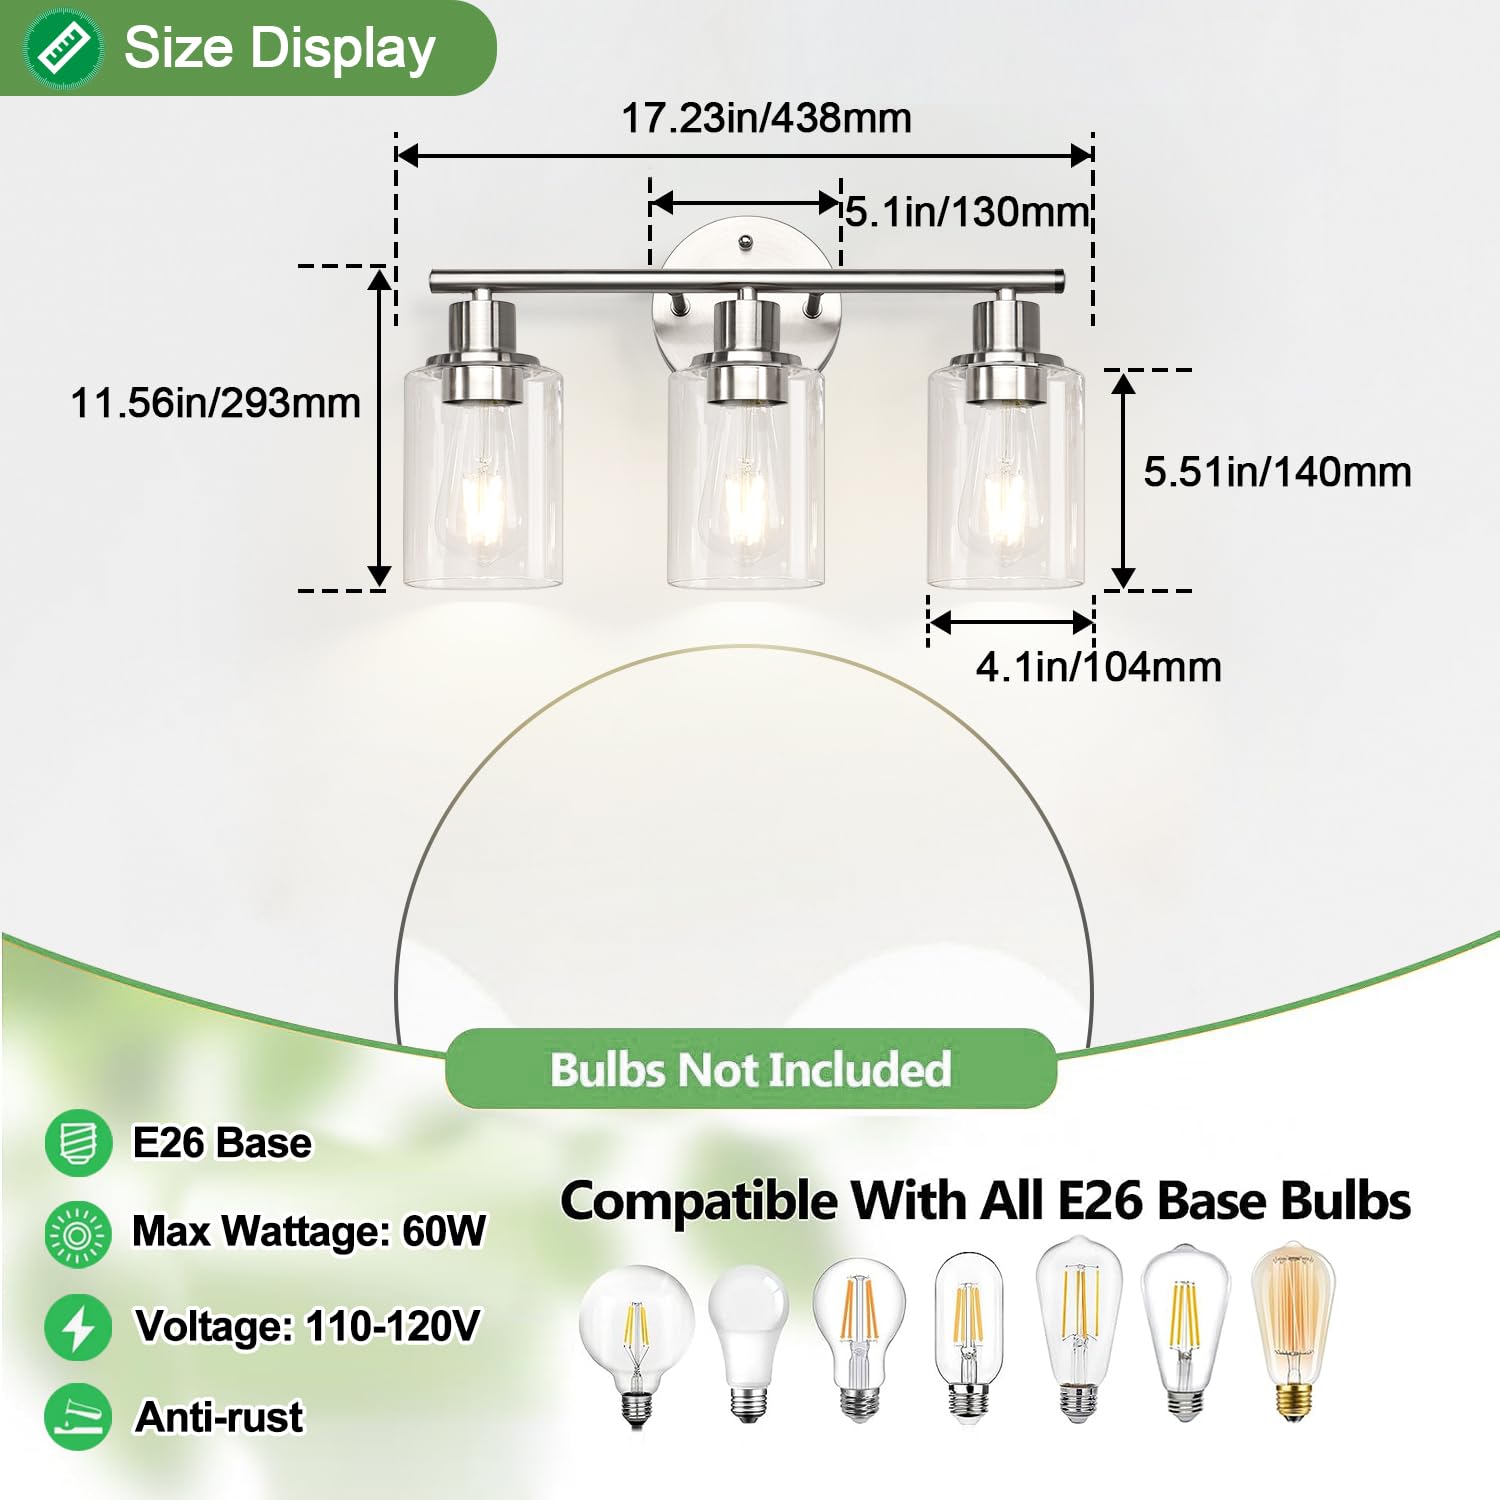 Size Display
17.23in/438mm
5.1in/130mm
11.56in/293mm
5.51in/140mm
4.1in/104mm
Bulbs Not Included
E26 Base
Max Wattage: 60W
Voltage: 110-120V
Anti-rust
Compatible With All E26 Base Bulbs